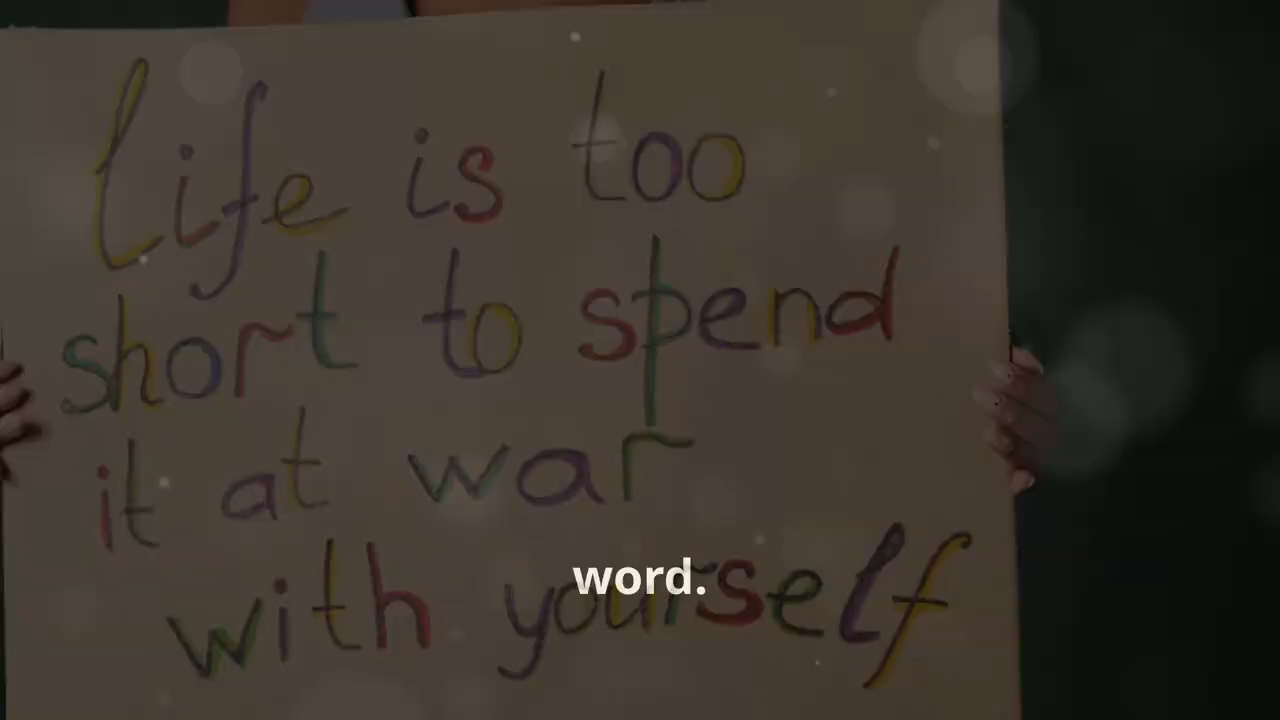 life is too
short to spend
it at war
with yourself
word.